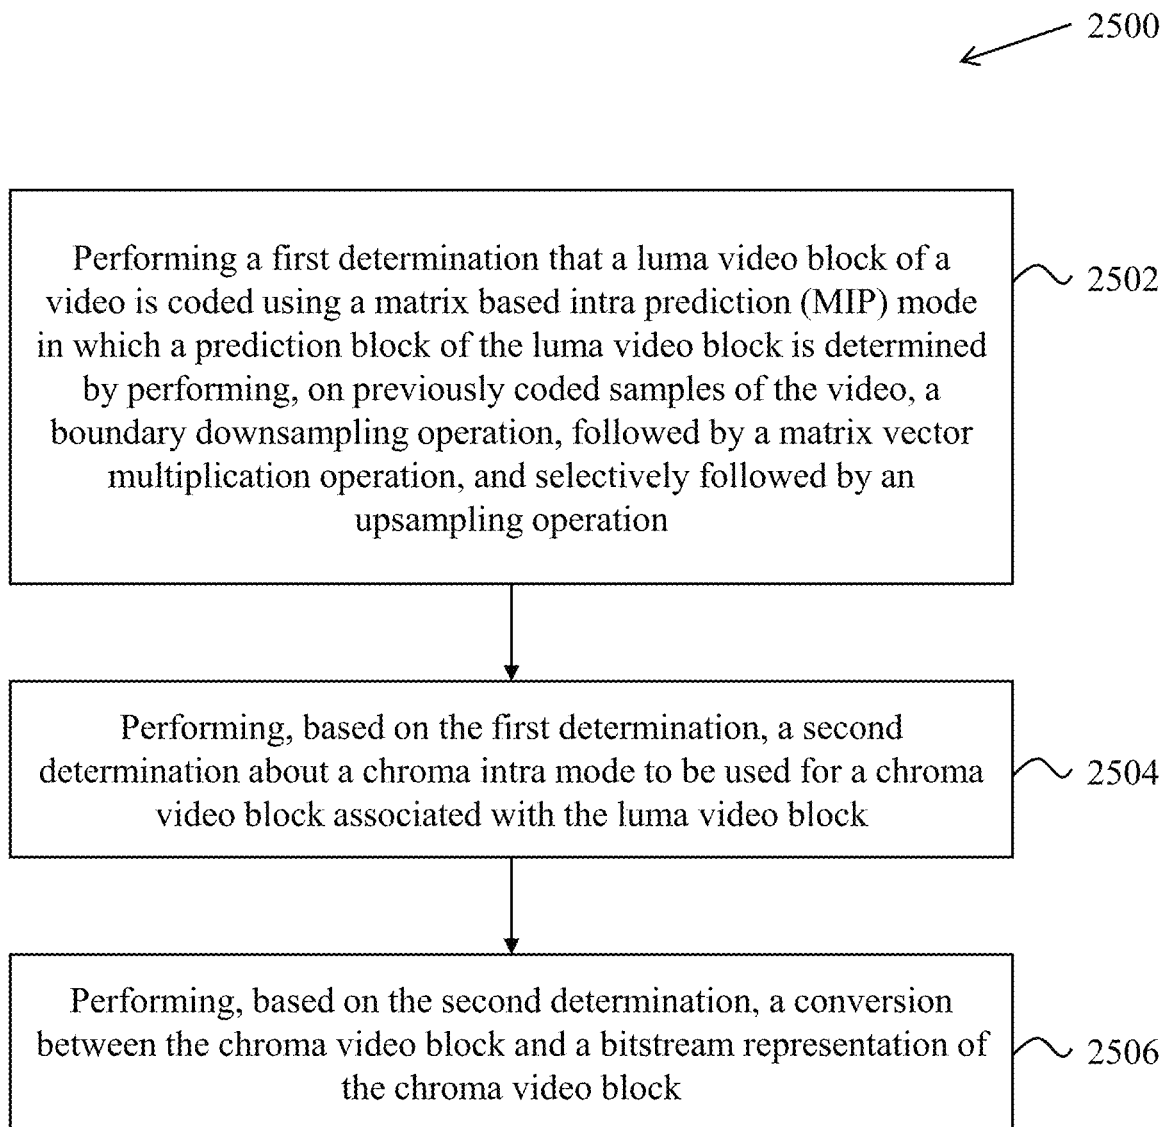 2500
Performing a first determination that a luma video block of a
video is coded using a matrix based intra prediction (MIP) mode
in which a prediction block of the luma video block is determined
by performing, on previously coded samples of the video, a
boundary downsampling operation, followed by a matrix vector
multiplication operation, and selectively followed by an
upsampling operation
2502
Performing, based on the first determination, a second
determination about a chroma intra mode to be used for a chroma
video block associated with the luma video block
2504
Performing, based on the second determination, a conversion
between the chroma video block and a bitstream representation of
the chroma video block
2506